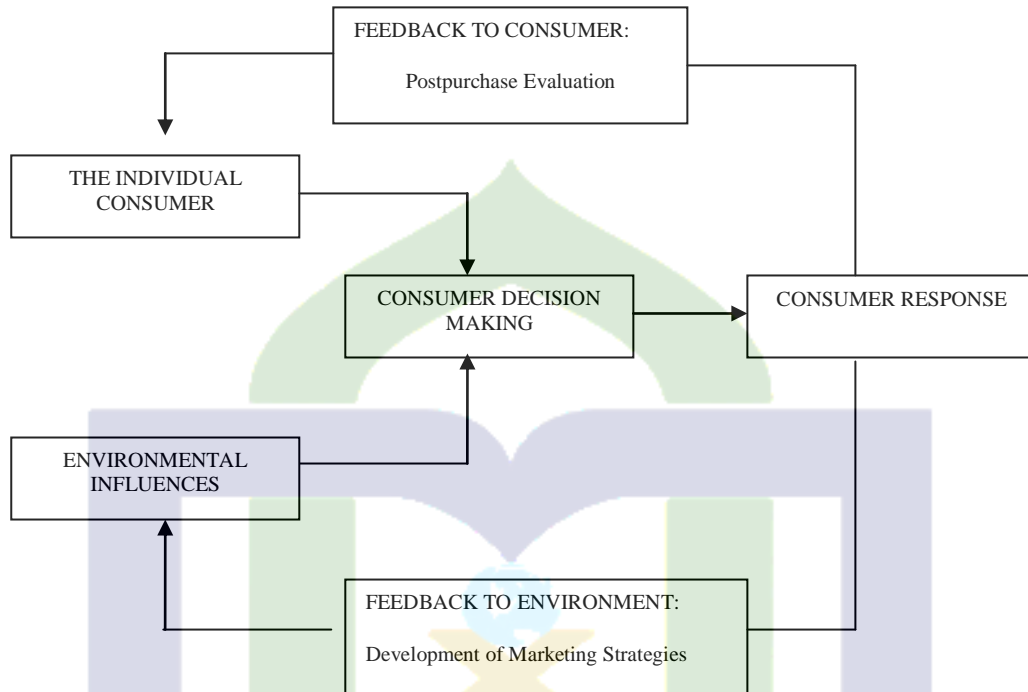 FEEDBACK TO CONSUMER:
Postpurchase Evaluation
THE INDIVIDUAL
CONSUMER
CONSUMER DECISION
MAKING
CONSUMER RESPONSE
ENVIRONMENTAL
INFLUENCES
FEEDBACK TO ENVIRONMENT:
Development of Marketing Strategies